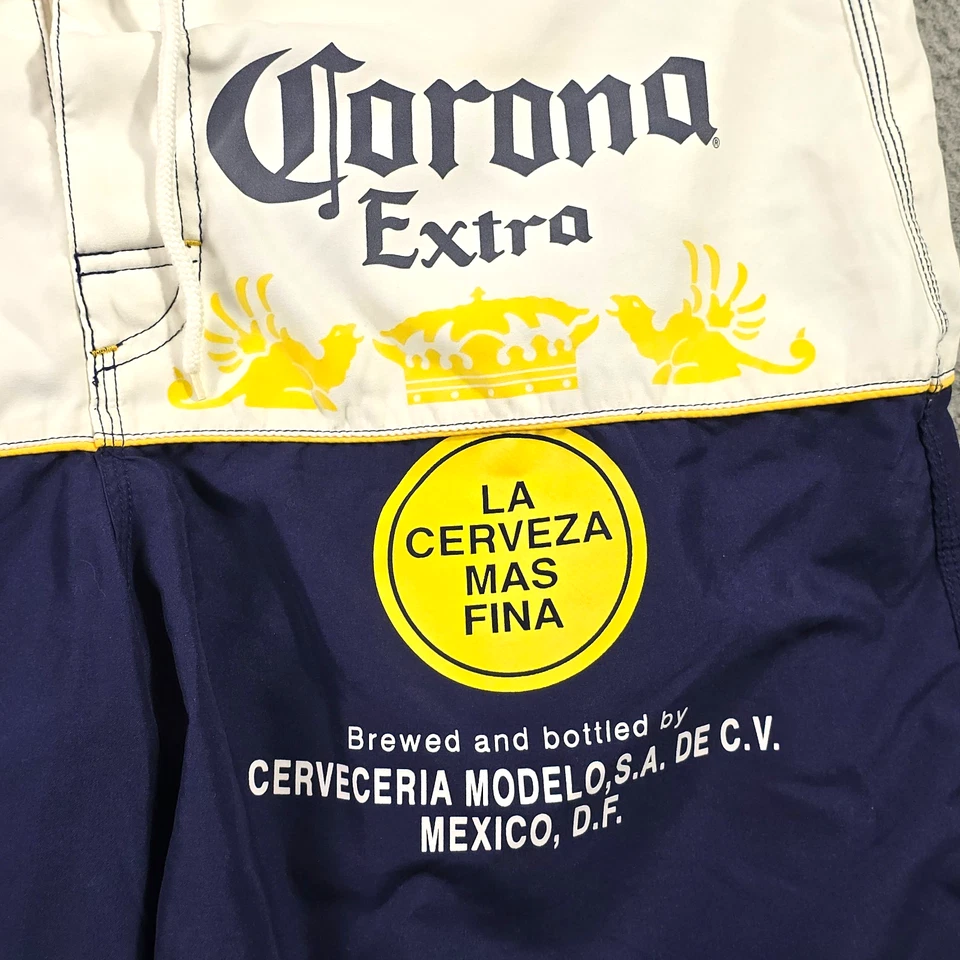 Corona
®
Extra
LA
CERVEZA
MAS
FINA
Brewed and bottled by
CERVECERIA MODELO, S.A. DE C.V.
MEXICO, D.F.